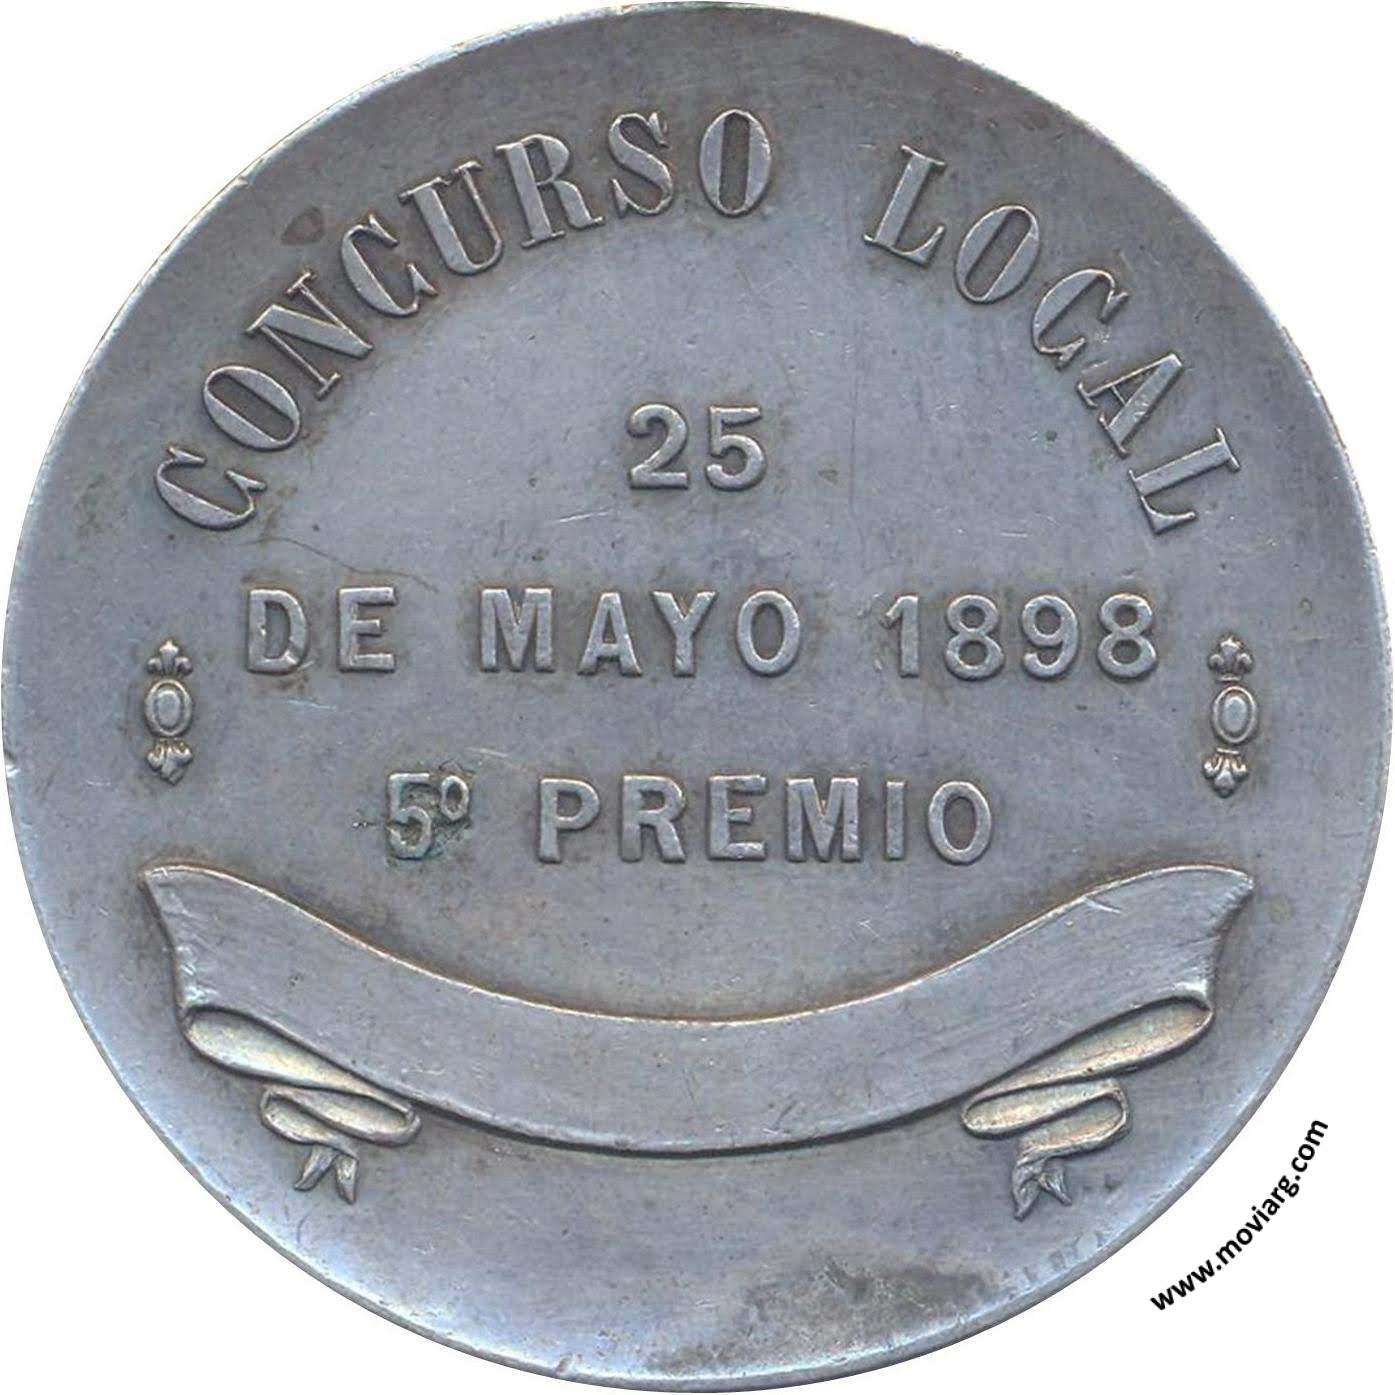 CONCURSO LOCAL
25
DE MAYO 1898
5º PREMIO
www.moviarg.com